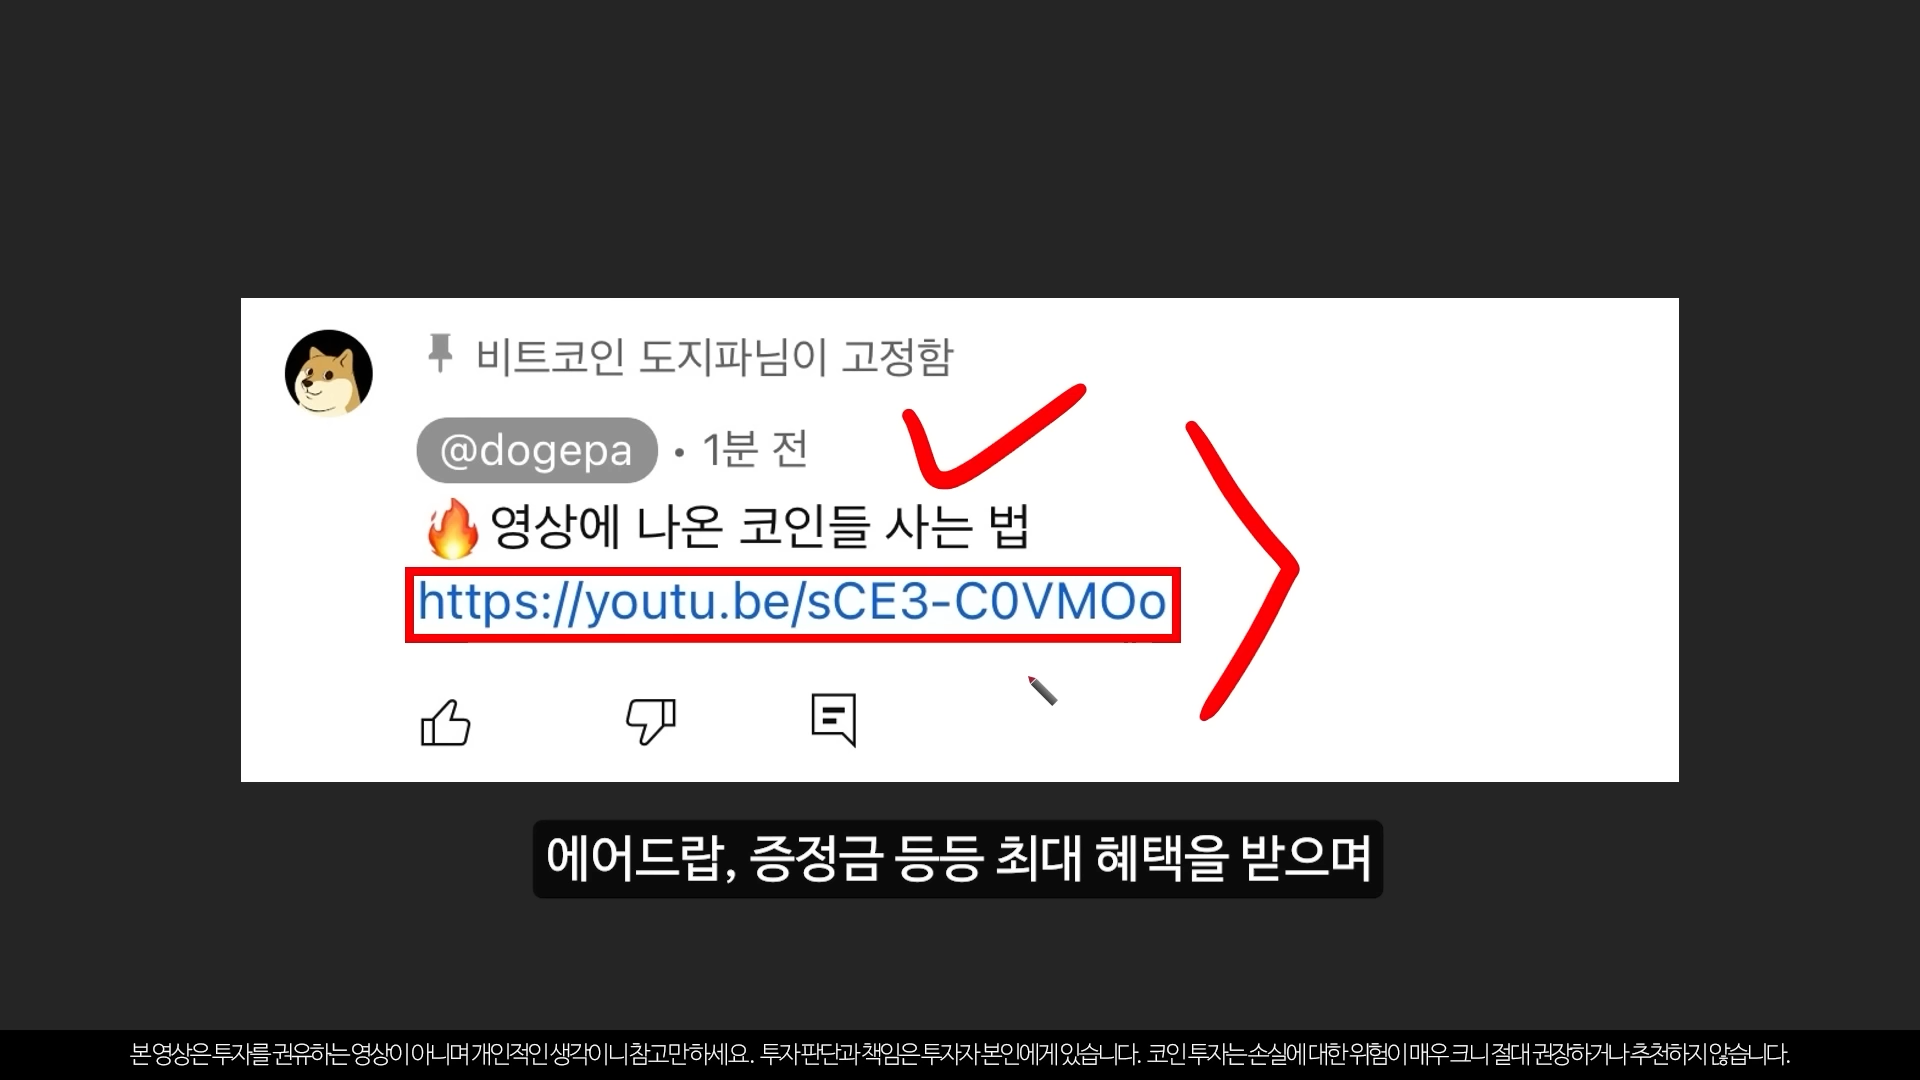 비트코인 도지파님이 고정함
@dogepa • 1분 전
🔥영상에 나온 코인들 사는 법
https://youtu.be/sCE3-C0VMOo
에어드랍, 증정금 등등 최대 혜택을 받으며
본 영상은 투자를 권유하는 영상이 아니며 개인적인 생각이니 참고만 하세요. 투자 판단과 책임은 투자자 본인에게 있습니다. 코인 투자는 손실에 대한 위험이 매우 크니 절대 권장하거나 추천하지 않습니다.